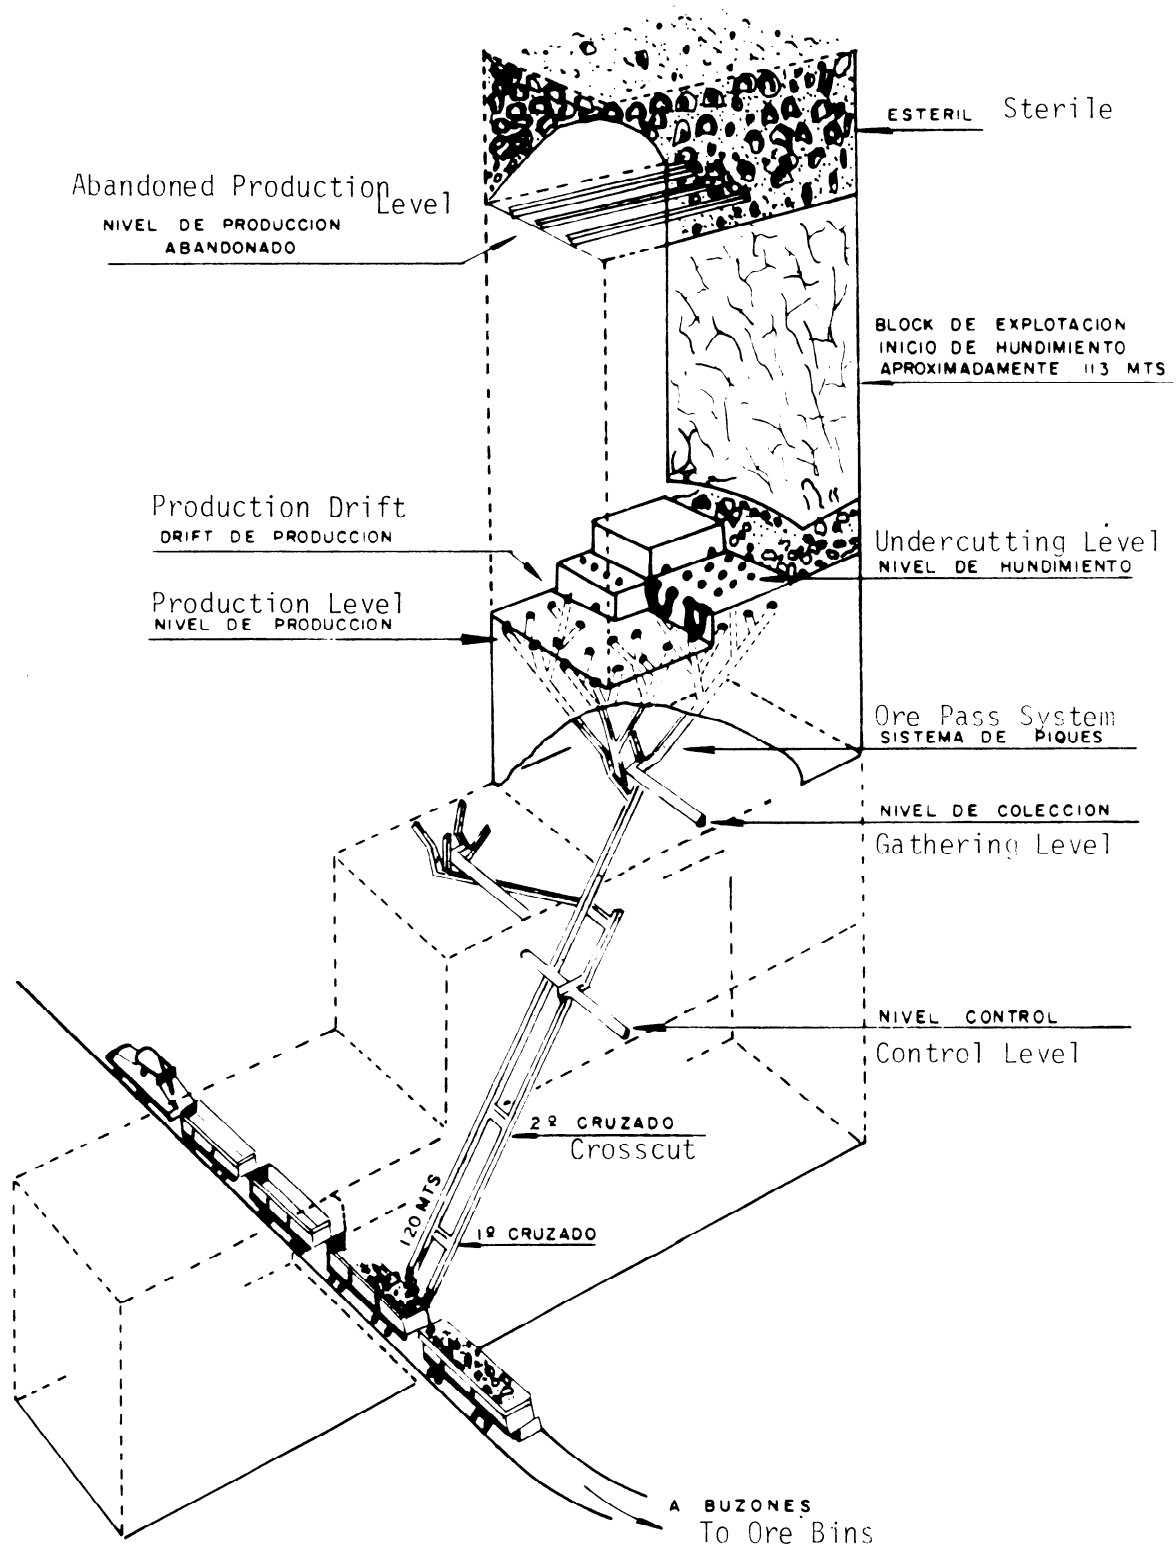 ESTERIL Sterile
Abandoned Production
Level
NIVEL DE PRODUCCION
ABANDONADO
BLOCK DE EXPLOTACION
INICIO DE HUNDIMIENTO
APROXIMADAMENTE 113 MTS
Production Drift
DRIFT DE PRODUCCION
Undercutting Level
NIVEL DE HUNDIMIENTO
Production Level
NIVEL DE PRODUCCION
Ore Pass System
SISTEMA DE PIQUES
NIVEL DE COLECCION
Gathering Level
NIVEL CONTROL
Control Level
2º CRUZADO
Crosscut
120 MTS
1º CRUZADO
A BUZONES
To Ore Bins